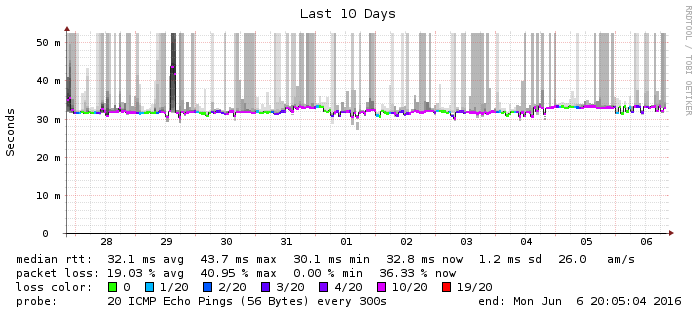 Last 10 Days
RRDTOOL / TOBI OETIKER
Seconds
50 m
40 m
30 m
20 m
10 m
0
28 29 30 31 01 02 03 04 05 06
median rtt: 32.1 ms avg 43.7 ms max 30.1 ms min 32.8 ms now 1.2 ms sd 26.0 am/s
packet loss: 19.03 % avg 40.95 % max 0.00 % min 36.33 % now
loss color: 0 1/20 2/20 3/20 4/20 10/20 19/20
probe: 20 ICMP Echo Pings (56 Bytes) every 300s end: Mon Jun 6 20:05:04 2016